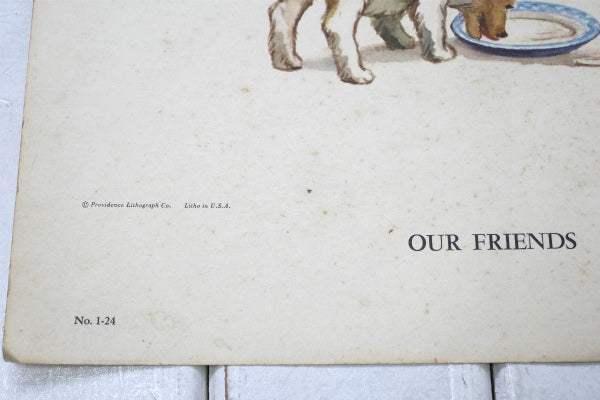 © Providence Lithograph Co. Litho in U.S.A.
OUR FRIENDS
No. 1-24